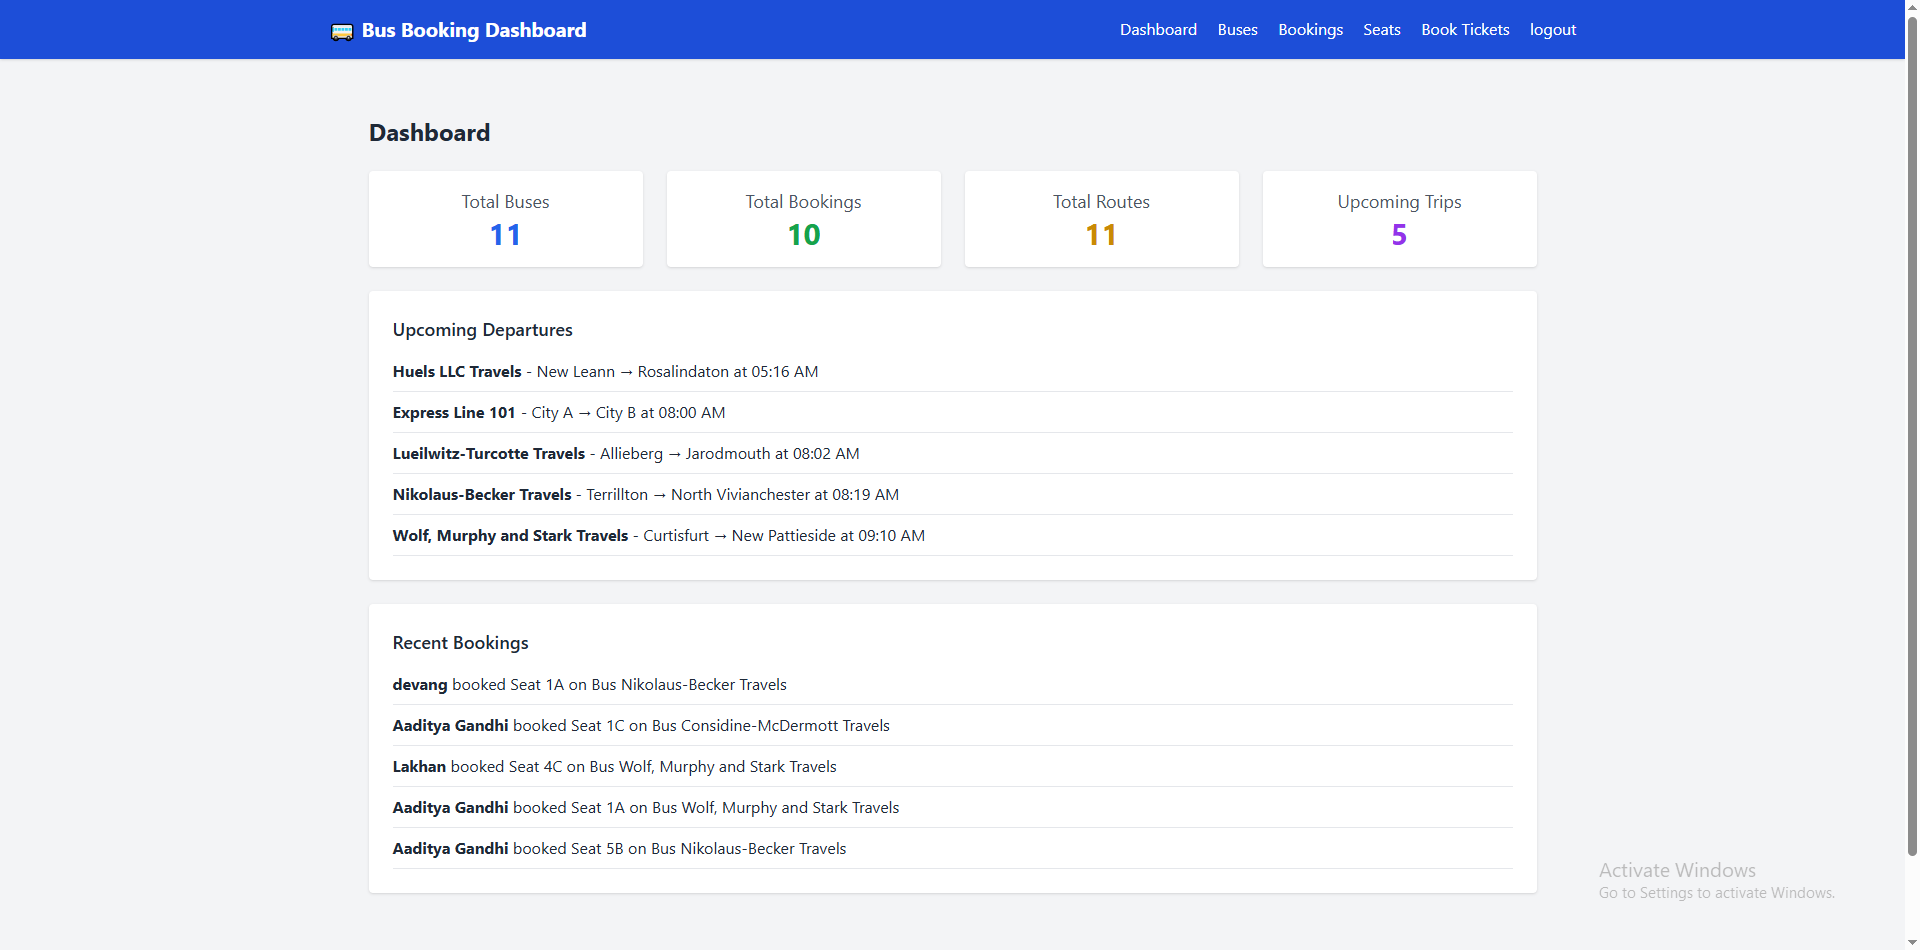 Bus Booking Dashboard
Dashboard Buses Bookings Seats Book Tickets logout
Dashboard
Total Buses
11
Total Bookings
10
Total Routes
11
Upcoming Trips
5
Upcoming Departures
Huels LLC Travels - New Leann → Rosalindaton at 05:16 AM
Express Line 101 - City A → City B at 08:00 AM
Lueilwitz-Turcotte Travels - Allieberg → Jarodmouth at 08:02 AM
Nikolaus-Becker Travels - Terrillton → North Vivianchester at 08:19 AM
Wolf, Murphy and Stark Travels - Curtisfurt → New Pattieside at 09:10 AM
Recent Bookings
devang booked Seat 1A on Bus Nikolaus-Becker Travels
Aaditya Gandhi booked Seat 1C on Bus Considine-McDermott Travels
Lakhan booked Seat 4C on Bus Wolf, Murphy and Stark Travels
Aaditya Gandhi booked Seat 1A on Bus Wolf, Murphy and Stark Travels
Aaditya Gandhi booked Seat 5B on Bus Nikolaus-Becker Travels
Activate Windows
Go to Settings to activate Windows.